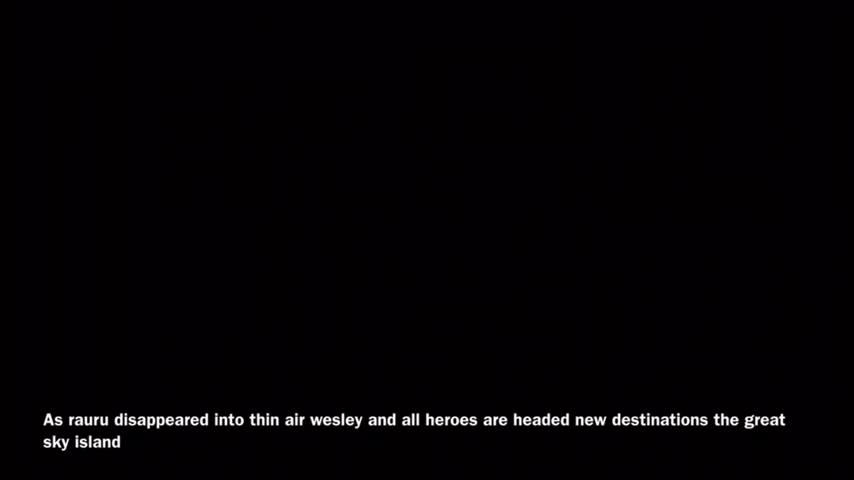 As rauru disappeared into thin air wesley and all heroes are headed new destinations the great
sky island